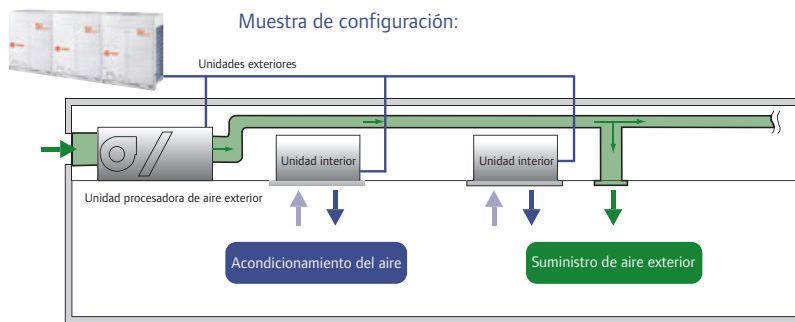 Muestra de configuración:
Unidades exteriores
Unidad interior
Unidad interior
Unidad procesadora de aire exterior
Acondicionamiento del aire
Suministro de aire exterior